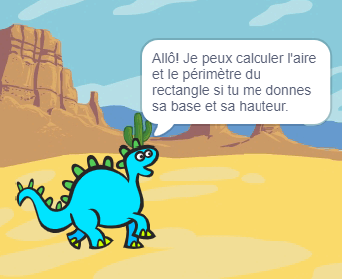 Allô! Je peux calculer l'aire
et le périmètre du
rectangle si tu me donnes
sa base et sa hauteur.